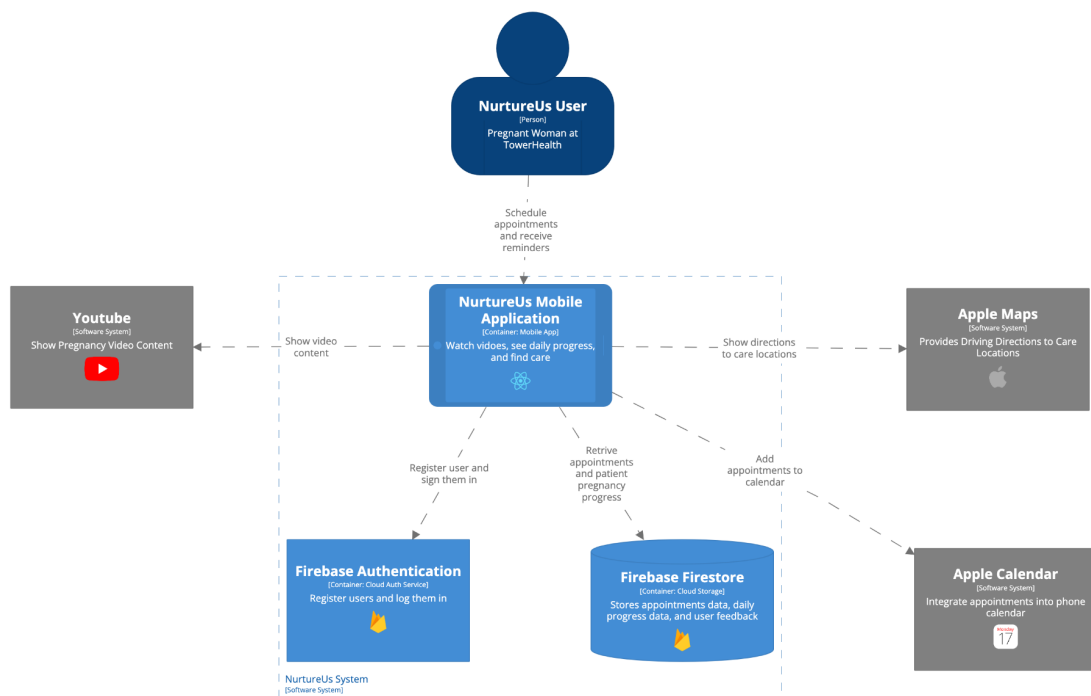 NurtureUs User
[Person]
Pregnant Woman at
TowerHealth
Schedule
appointments
and receive
reminders
Youtube
[Software System]
Show Pregnancy Video Content
Show video
content
NurtureUs Mobile
Application
[Container: Mobile App]
Watch vidoes, see daily progress,
and find care
Show directions
to care locations
Apple Maps
[Software System]
Provides Driving Directions to Care
Locations
Register user and
sign them in
Retrive
appointments
and patient
pregnancy
progress
Add
appointments to
calendar
Firebase Authentication
[Container: Cloud Auth Service]
Register users and log them in
Firebase Firestore
[Container: Cloud Storage]
Stores appointments data, daily
progress data, and user feedback
Apple Calendar
[Software System]
Integrate appointments into phone
calendar
Monday
17
NurtureUs System
[Software System]